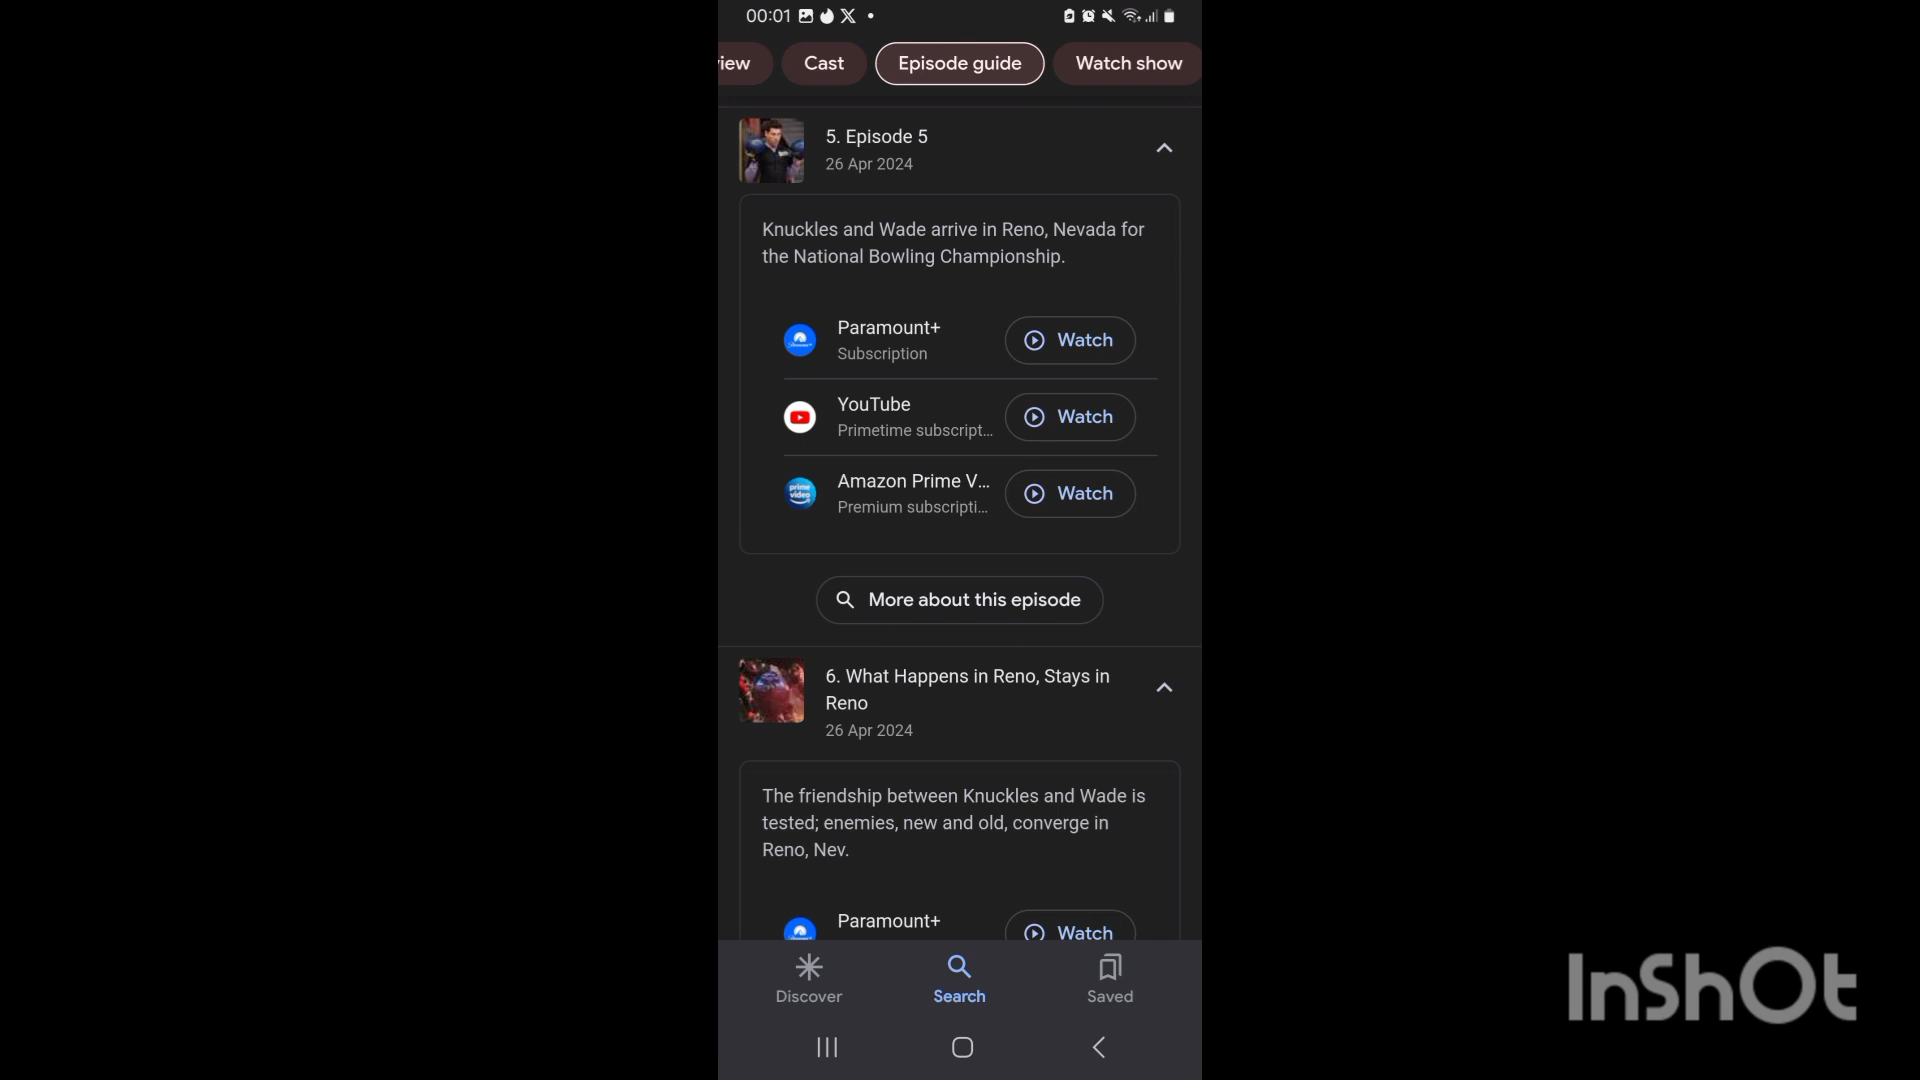 00:01
view
Cast
Episode guide
Watch show
5. Episode 5
26 Apr 2024
Knuckles and Wade arrive in Reno, Nevada for
the National Bowling Championship.
Paramount+
Subscription
Watch
YouTube
Primetime subscript...
Watch
prime
video
Amazon Prime V...
Premium subscripti...
Watch
More about this episode
6. What Happens in Reno, Stays in
Reno
26 Apr 2024
The friendship between Knuckles and Wade is
tested; enemies, new and old, converge in
Reno, Nev.
Paramount+
Watch
Discover
Search
Saved
InShOt